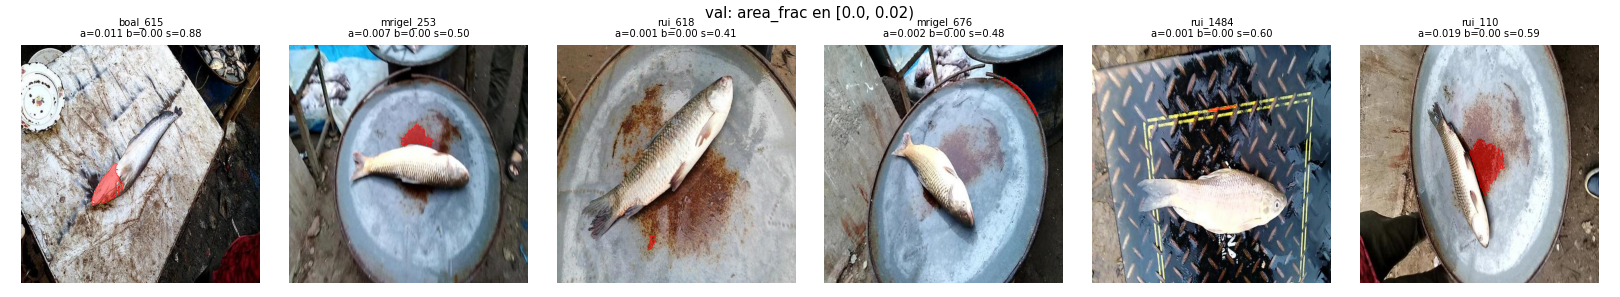 val: area_frac en [0.0, 0.02)
boal_615
a=0.011 b=0.00 s=0.88
mrigel_253
a=0.007 b=0.00 s=0.50
rui_618
a=0.001 b=0.00 s=0.41
mrigel_676
a=0.002 b=0.00 s=0.48
rui_1484
a=0.001 b=0.00 s=0.60
rui_110
a=0.019 b=0.00 s=0.59